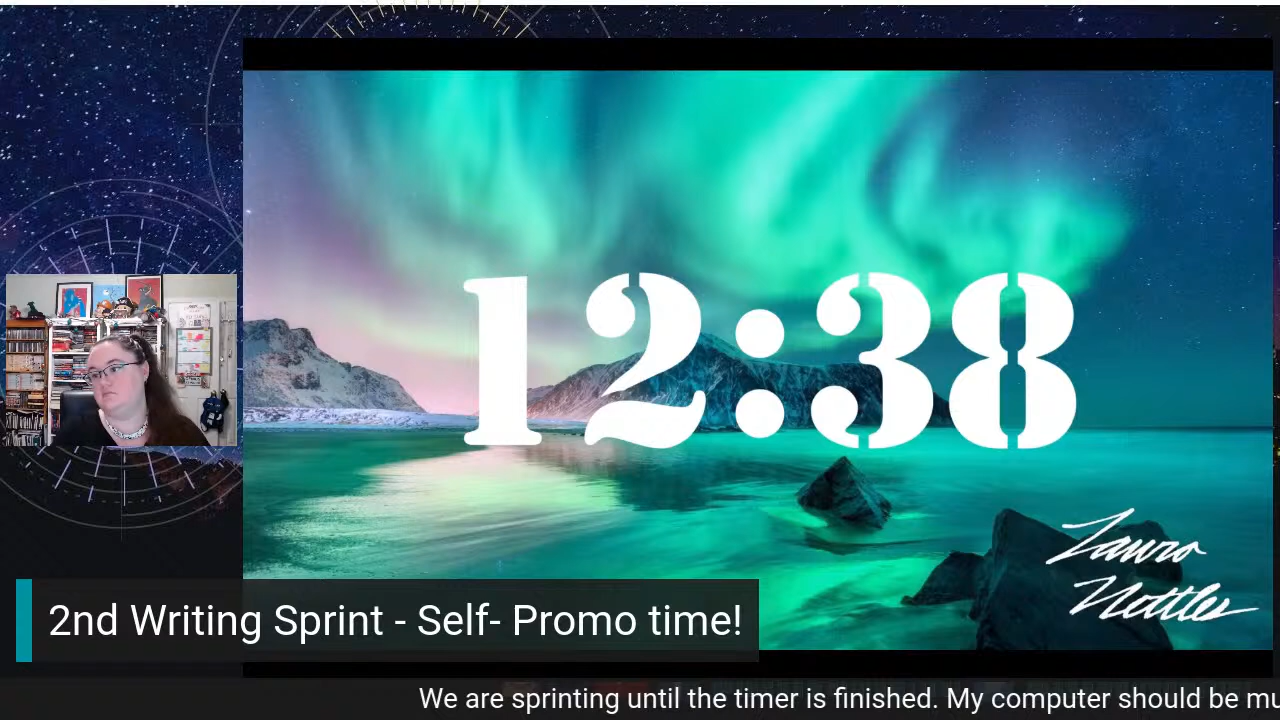 12:38
Laura
Nettles
2nd Writing Sprint - Self- Promo time!
We are sprinting until the timer is finished. My computer should be mu